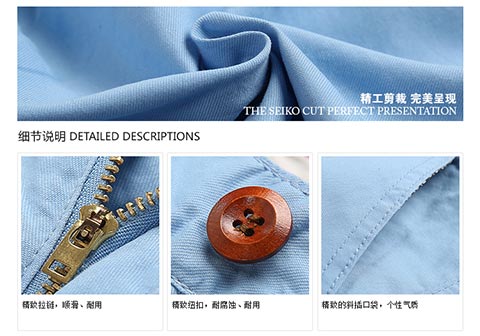 精工剪裁 完美呈现
THE SEIKO CUT PERFECT PRESENTATION
细节说明 DETAILED DESCRIPTIONS
精致拉链，顺滑、耐用
精致纽扣，耐腐蚀、耐用
精致的斜插口袋，个性气质